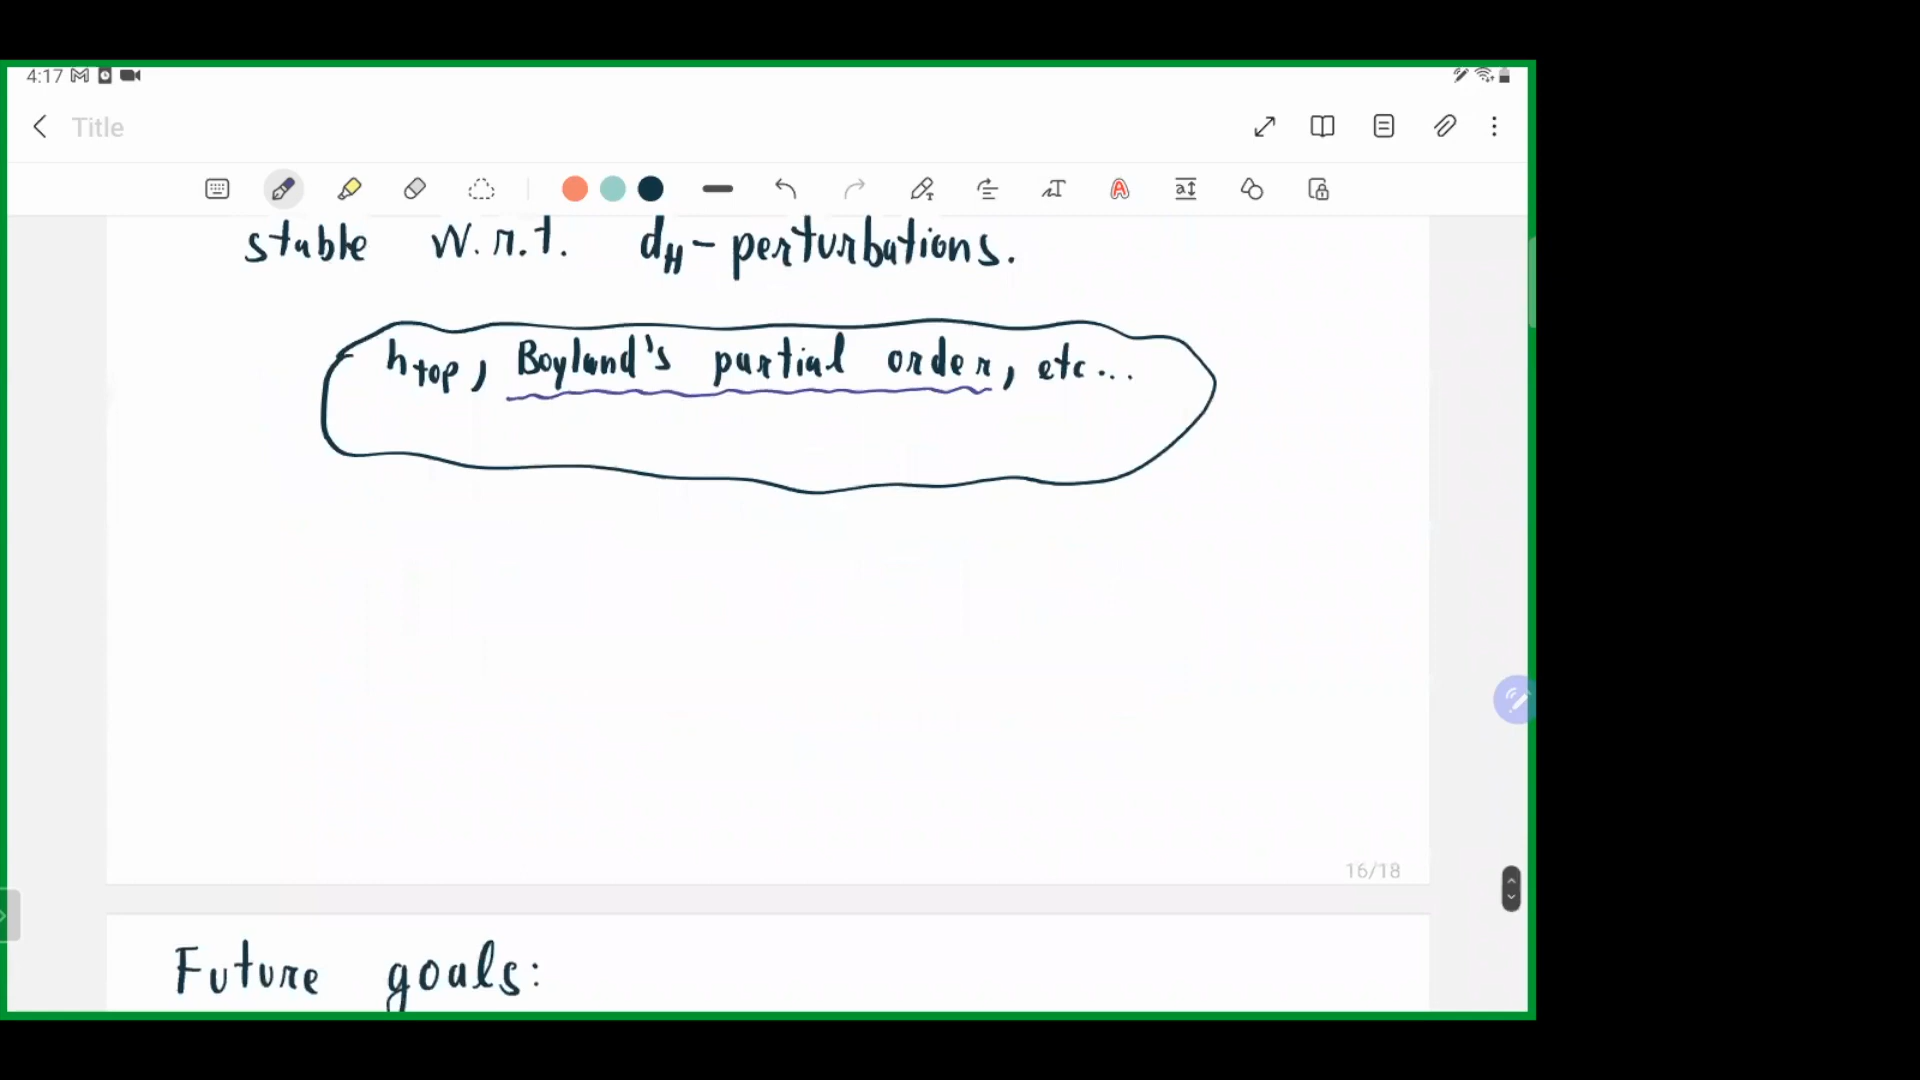 4:17
Title
stable w.r.t. d_H-perturbations.
h_top, Boyland's partial order, etc...
16/18
Future goals: